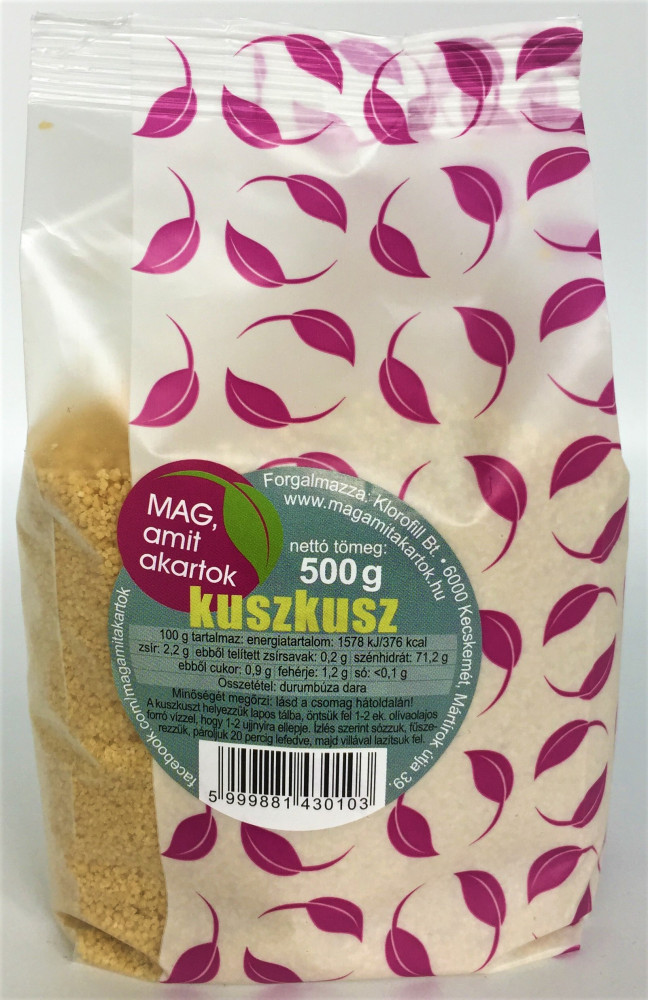 MAG,
amit
akartok
Forgalmazza: Klorofill Bt. • 6000 Kecskemét, Mártírok útja 39.
www.magamitakartok.hu
nettó tömeg:
500 g
kuszkusz
100 g tartalmaz: energiatartalom: 1578 kJ/376 kcal
zsír: 2,2 g ebből telített zsírsavak: 0,2 g szénhidrát: 71,2 g
ebből cukor: 0,9 g fehérje: 1,2 g só: <0,1 g
Összetétel: durumbúza dara
Minőségét megőrzi: lásd a csomag hátoldalán!
A kuszkuszt helyezzük lapos tálba, öntsük fel 1-2 ek. olívaolajos
forró vízzel, hogy 1-2 ujjnyira ellepje. Ízlés szerint sózzuk, fűsze-
rezzük, pároljuk 20 percig lefedve, majd villával lazítsuk fel.
facebook.com/magamitakartok
5 999881 430103